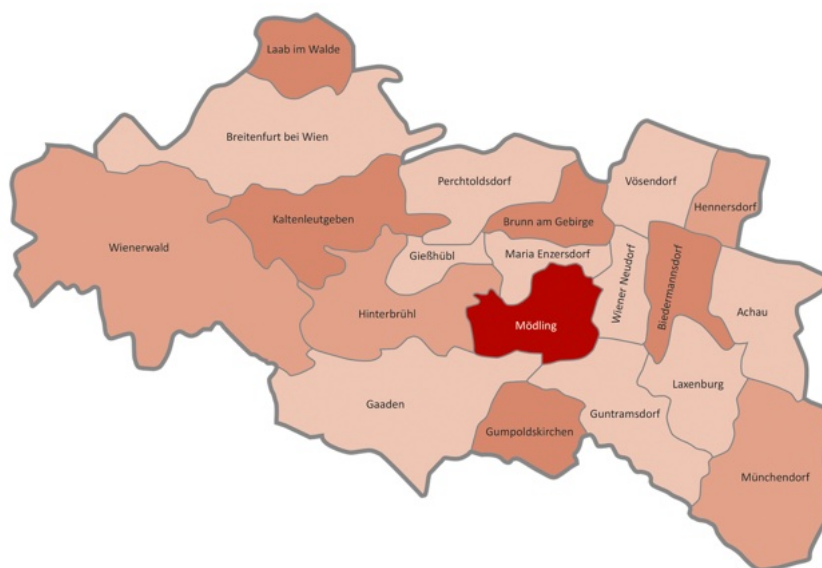 Laab im Walde
Breitenfurt bei Wien
Perchtoldsdorf
Vösendorf
Hennersdorf
Kaltenleutgeben
Brunn am Gebirge
Wienerwald
Gießhübl
Maria Enzersdorf
Wiener Neudorf
Biedermannsdorf
Hinterbrühl
Mödling
Achau
Laxenburg
Gaaden
Guntramsdorf
Gumpoldskirchen
Münchendorf